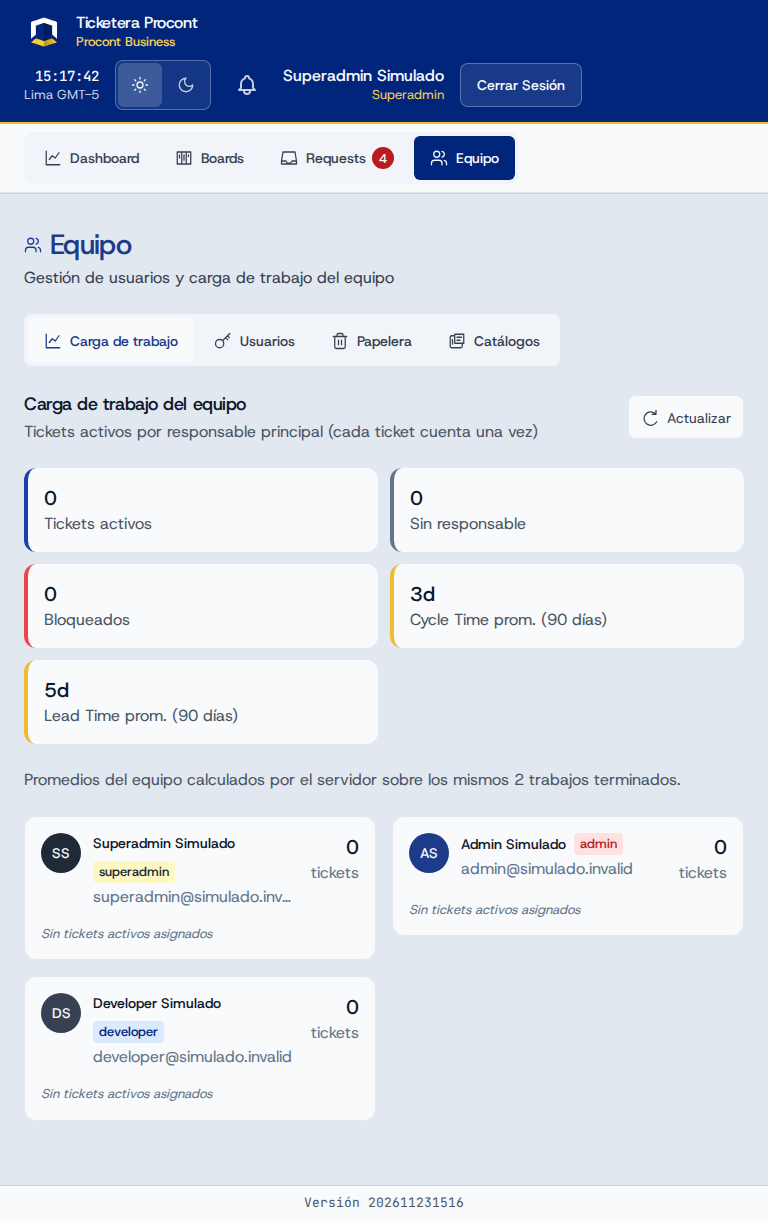 Ticketera Procont
Procont Business
15:17:42
Lima GMT-5
Superadmin Simulado
Superadmin
Cerrar Sesión
Dashboard
Boards
Requests 4
Equipo
Equipo
Gestión de usuarios y carga de trabajo del equipo
Carga de trabajo
Usuarios
Papelera
Catálogos
Carga de trabajo del equipo
Tickets activos por responsable principal (cada ticket cuenta una vez)
Actualizar
0
Tickets activos
0
Sin responsable
0
Bloqueados
3d
Cycle Time prom. (90 días)
5d
Lead Time prom. (90 días)
Promedios del equipo calculados por el servidor sobre los mismos 2 trabajos terminados.
SS
Superadmin Simulado
superadmin
superadmin@simulado.inv...
0
tickets
Sin tickets activos asignados
AS
Admin Simulado admin
admin@simulado.invalid
0
tickets
Sin tickets activos asignados
DS
Developer Simulado
developer
developer@simulado.invalid
0
tickets
Sin tickets activos asignados
Versión 202611231516